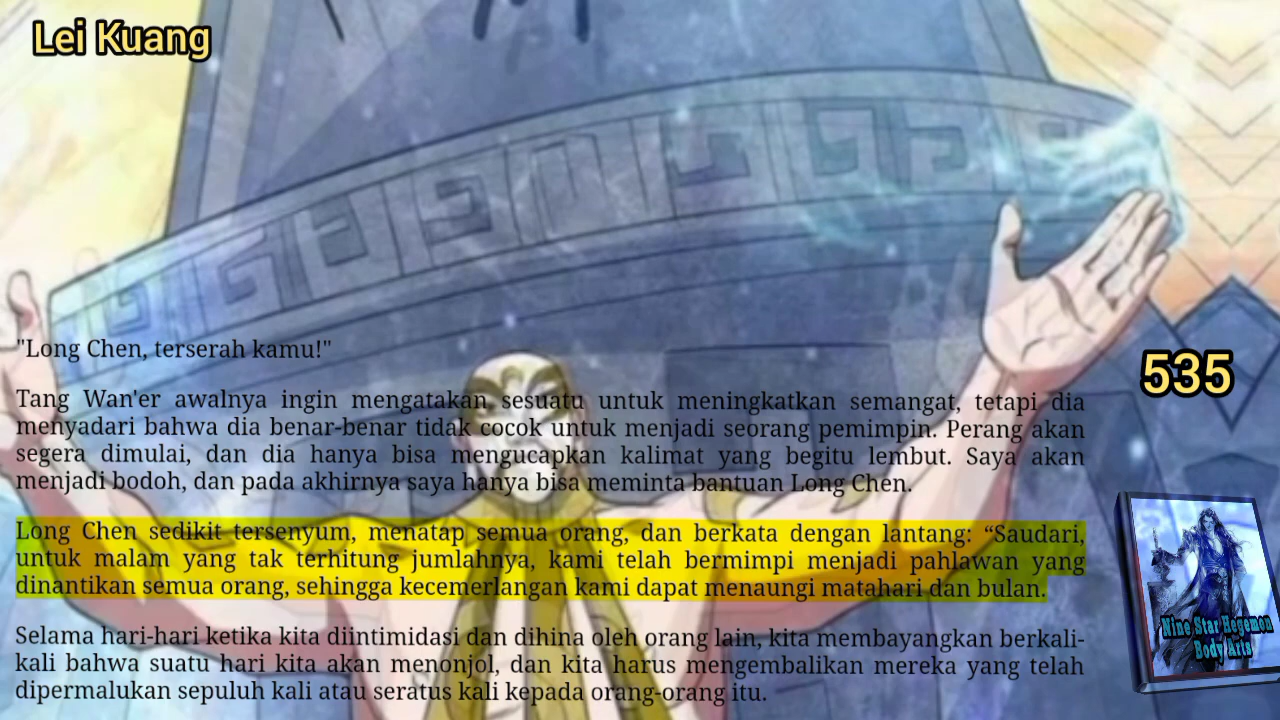 Lei Kuang
"Long Chen, terserah kamu!"
Tang Wan'er awalnya ingin mengatakan sesuatu untuk meningkatkan semangat, tetapi dia
menyadari bahwa dia benar-benar tidak cocok untuk menjadi seorang pemimpin. Perang akan
segera dimulai, dan dia hanya bisa mengucapkan kalimat yang begitu lembut. Saya akan
menjadi bodoh, dan pada akhirnya saya hanya bisa meminta bantuan Long Chen.
535
Long Chen sedikit tersenyum, menatap semua orang, dan berkata dengan lantang: “Saudari,
untuk malam yang tak terhitung jumlahnya, kami telah bermimpi menjadi pahlawan yang
dinantikan semua orang, sehingga kecemerlangan kami dapat menaungi matahari dan bulan.
Selama hari-hari ketika kita diintimidasi dan dihina oleh orang lain, kita membayangkan berkali-
kali bahwa suatu hari kita akan menonjol, dan kita harus mengembalikan mereka yang telah
dipermalukan sepuluh kali atau seratus kali kepada orang-orang itu.
Nine Star Hegemon
Body Arts